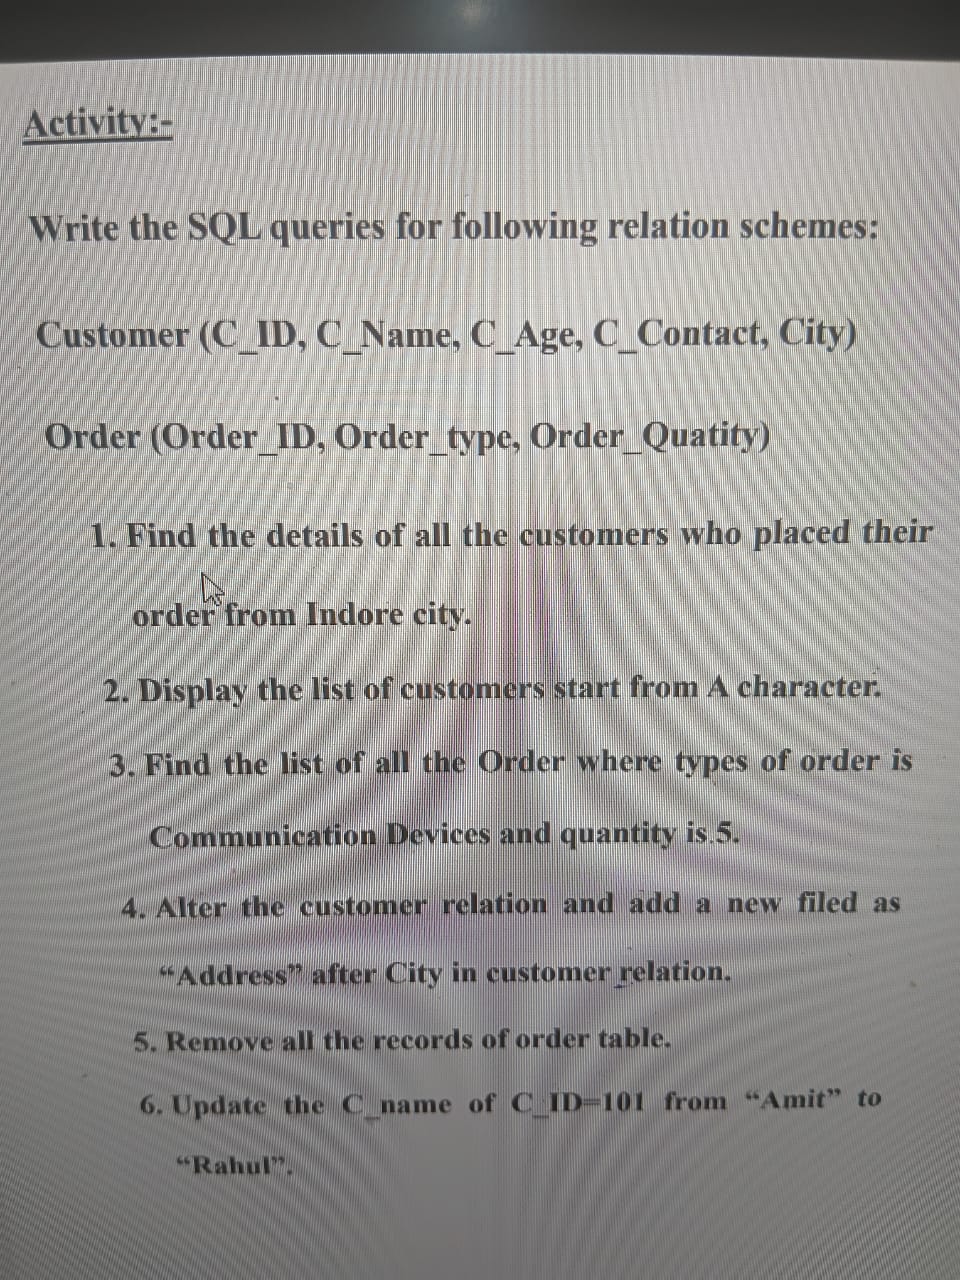 Activity:-
Write the SQL queries for following relation schemes:
Customer (C_ID, C_Name, C_Age, C_Contact, City)
Order (Order_ID, Order_type, Order_Quatity)
1. Find the details of all the customers who placed their
order from Indore city.
2. Display the list of customers start from A character.
3. Find the list of all the Order where types of order is
Communication Devices and quantity is 5.
4. Alter the customer relation and add a new filed as
“Address” after City in customer relation.
5. Remove all the records of order table.
6. Update the C_name of C_ID=101 from “Amit” to
“Rahul”.